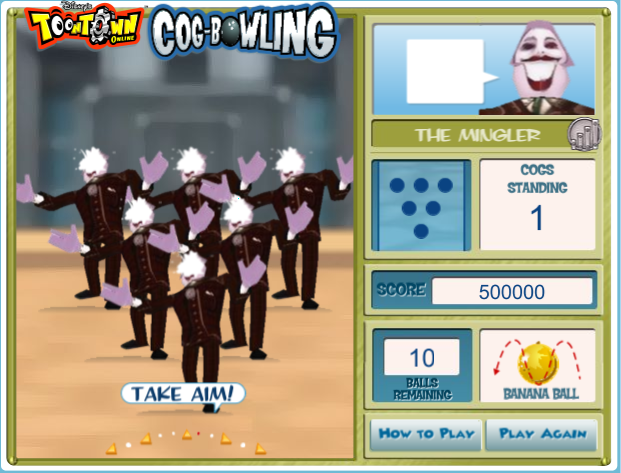 Disney's
TOONTOWN
ONLINE
COG-BOWLING
THE MINGLER
COGS
STANDING
1
SCORE 500000
10
BALLS
REMAINING
BANANA BALL
TAKE AIM!
HOW TO PLAY
PLAY AGAIN